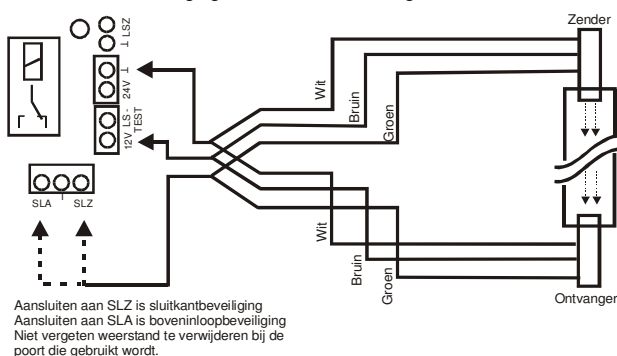 Zender
⊥ LSZ
24V ⊥
12V LS -
TEST
Wit
Bruin
Groen
SLA
SLZ
Wit
Bruin
Groen
Ontvanger
Aansluiten aan SLZ is sluitkantbeveiliging
Aansluiten aan SLA is boveninloopbeveiliging
Niet vergeten weerstand te verwijderen bij de
poort die gebruikt wordt.